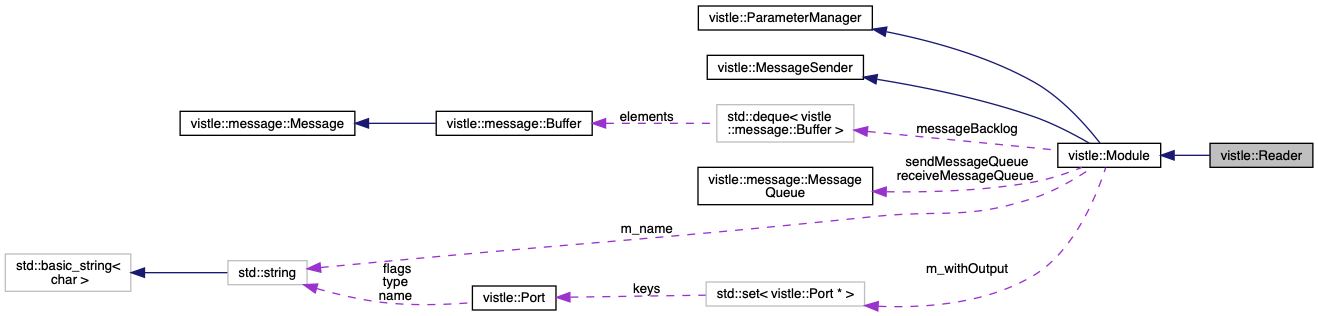 vistle::ParameterManager
vistle::MessageSender
vistle::message::Message
vistle::message::Buffer
elements
std::deque< vistle
::message::Buffer >
messageBacklog
vistle::Module
vistle::Reader
sendMessageQueue
receiveMessageQueue
vistle::message::Message
Queue
m_name
std::basic_string<
char >
std::string
flags
type
name
vistle::Port
keys
std::set< vistle::Port * >
m_withOutput